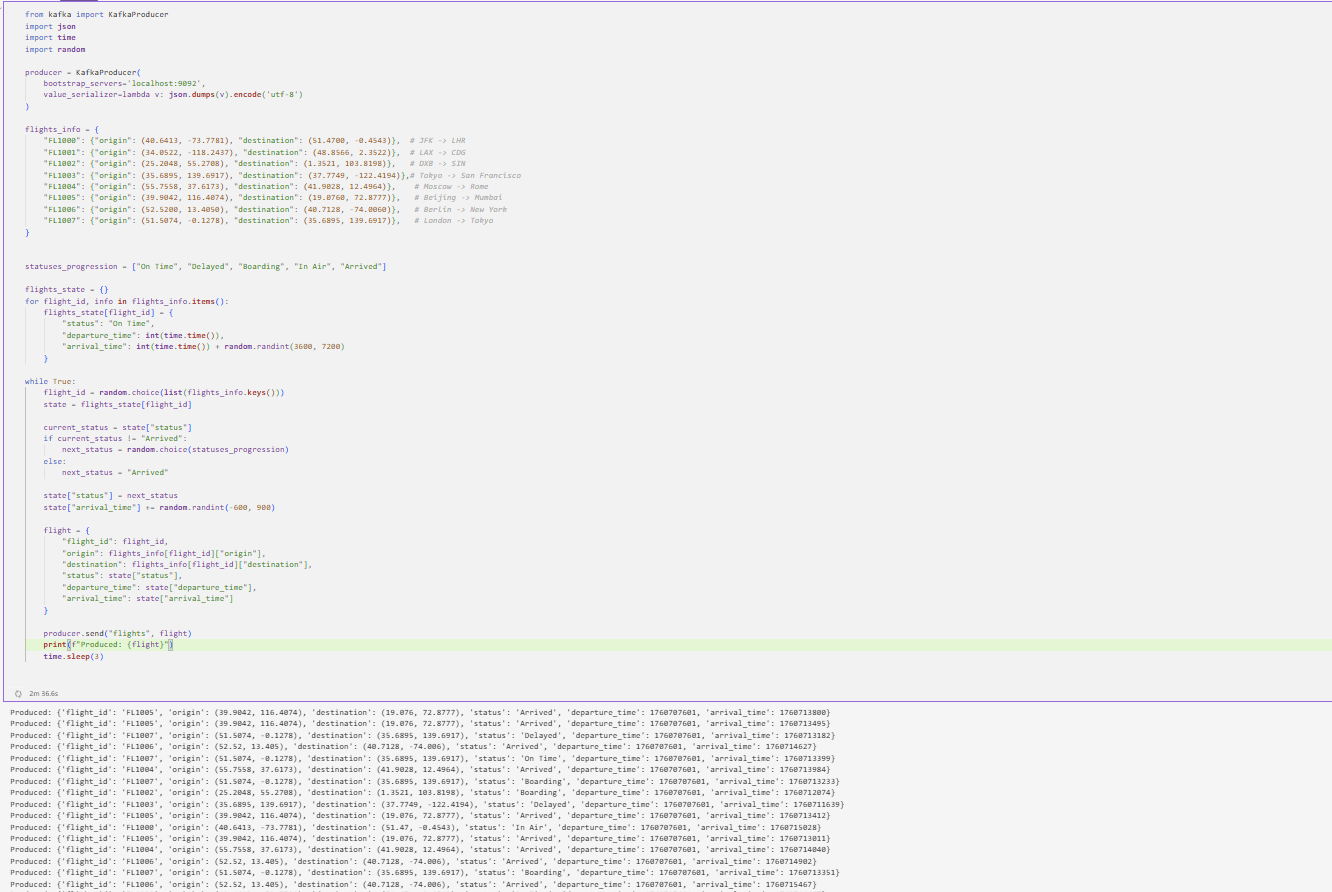 from kafka import KafkaProducer
import json
import time
import random

producer = KafkaProducer(
    bootstrap_servers='localhost:9092',
    value_serializer=lambda v: json.dumps(v).encode('utf-8')
)

flights_info = {
    "FL1000": {"origin": (40.6413, -73.7781), "destination": (51.4700, -0.4543)},  # JFK -> LHR
    "FL1001": {"origin": (34.0522, -118.2437), "destination": (48.8566, 2.3522)},  # LAX -> CDG
    "FL1002": {"origin": (25.2048, 55.2708), "destination": (1.3521, 103.8198)},   # DXB -> SIN
    "FL1003": {"origin": (35.6895, 139.6917), "destination": (37.7749, -122.4194)},# Tokyo -> San Francisco
    "FL1004": {"origin": (55.7558, 37.6173), "destination": (41.9028, 12.4964)},    # Moscow -> Rome
    "FL1005": {"origin": (39.9042, 116.4074), "destination": (19.0760, 72.8777)},   # Beijing -> Mumbai
    "FL1006": {"origin": (52.5200, 13.4050), "destination": (40.7128, -74.0060)},   # Berlin -> New York
    "FL1007": {"origin": (51.5074, -0.1278), "destination": (35.6895, 139.6917)},   # London -> Tokyo
}

statuses_progression = ["On Time", "Delayed", "Boarding", "In Air", "Arrived"]

flights_state = {}
for flight_id, info in flights_info.items():
    flights_state[flight_id] = {
        "status": "On Time",
        "departure_time": int(time.time()),
        "arrival_time": int(time.time()) + random.randint(3600, 7200)
    }

while True:
    flight_id = random.choice(list(flights_info.keys()))
    state = flights_state[flight_id]

    current_status = state["status"]
    if current_status != "Arrived":
        next_status = random.choice(statuses_progression)
    else:
        next_status = "Arrived"

    state["status"] = next_status
    state["arrival_time"] += random.randint(-600, 900)

    flight = {
        "flight_id": flight_id,
        "origin": flights_info[flight_id]["origin"],
        "destination": flights_info[flight_id]["destination"],
        "status": state["status"],
        "departure_time": state["departure_time"],
        "arrival_time": state["arrival_time"]
    }

    producer.send("flights", flight)
    print(f"Produced: {flight}")
    time.sleep(3)
2m 36.6s
Produced: {'flight_id': 'FL1005', 'origin': (39.9042, 116.4074), 'destination': (19.076, 72.8777), 'status': 'Arrived', 'departure_time': 1760707601, 'arrival_time': 1760713800}
Produced: {'flight_id': 'FL1005', 'origin': (39.9042, 116.4074), 'destination': (19.076, 72.8777), 'status': 'Arrived', 'departure_time': 1760707601, 'arrival_time': 1760713495}
Produced: {'flight_id': 'FL1007', 'origin': (51.5074, -0.1278), 'destination': (35.6895, 139.6917), 'status': 'Delayed', 'departure_time': 1760707601, 'arrival_time': 1760713182}
Produced: {'flight_id': 'FL1006', 'origin': (52.52, 13.405), 'destination': (40.7128, -74.006), 'status': 'Arrived', 'departure_time': 1760707601, 'arrival_time': 1760714627}
Produced: {'flight_id': 'FL1007', 'origin': (51.5074, -0.1278), 'destination': (35.6895, 139.6917), 'status': 'On Time', 'departure_time': 1760707601, 'arrival_time': 1760713399}
Produced: {'flight_id': 'FL1004', 'origin': (55.7558, 37.6173), 'destination': (41.9028, 12.4964), 'status': 'Arrived', 'departure_time': 1760707601, 'arrival_time': 1760713984}
Produced: {'flight_id': 'FL1007', 'origin': (51.5074, -0.1278), 'destination': (35.6895, 139.6917), 'status': 'Boarding', 'departure_time': 1760707601, 'arrival_time': 1760713233}
Produced: {'flight_id': 'FL1002', 'origin': (25.2048, 55.2708), 'destination': (1.3521, 103.8198), 'status': 'Boarding', 'departure_time': 1760707601, 'arrival_time': 1760712074}
Produced: {'flight_id': 'FL1003', 'origin': (35.6895, 139.6917), 'destination': (37.7749, -122.4194), 'status': 'Delayed', 'departure_time': 1760707601, 'arrival_time': 1760711639}
Produced: {'flight_id': 'FL1005', 'origin': (39.9042, 116.4074), 'destination': (19.076, 72.8777), 'status': 'Arrived', 'departure_time': 1760707601, 'arrival_time': 1760713412}
Produced: {'flight_id': 'FL1000', 'origin': (40.6413, -73.7781), 'destination': (51.47, -0.4543), 'status': 'In Air', 'departure_time': 1760707601, 'arrival_time': 1760715028}
Produced: {'flight_id': 'FL1005', 'origin': (39.9042, 116.4074), 'destination': (19.076, 72.8777), 'status': 'Arrived', 'departure_time': 1760707601, 'arrival_time': 1760713011}
Produced: {'flight_id': 'FL1004', 'origin': (55.7558, 37.6173), 'destination': (41.9028, 12.4964), 'status': 'Arrived', 'departure_time': 1760707601, 'arrival_time': 1760714040}
Produced: {'flight_id': 'FL1006', 'origin': (52.52, 13.405), 'destination': (40.7128, -74.006), 'status': 'Arrived', 'departure_time': 1760707601, 'arrival_time': 1760714902}
Produced: {'flight_id': 'FL1007', 'origin': (51.5074, -0.1278), 'destination': (35.6895, 139.6917), 'status': 'Boarding', 'departure_time': 1760707601, 'arrival_time': 1760713351}
Produced: {'flight_id': 'FL1006', 'origin': (52.52, 13.405), 'destination': (40.7128, -74.006), 'status': 'Arrived', 'departure_time': 1760707601, 'arrival_time': 1760715467}